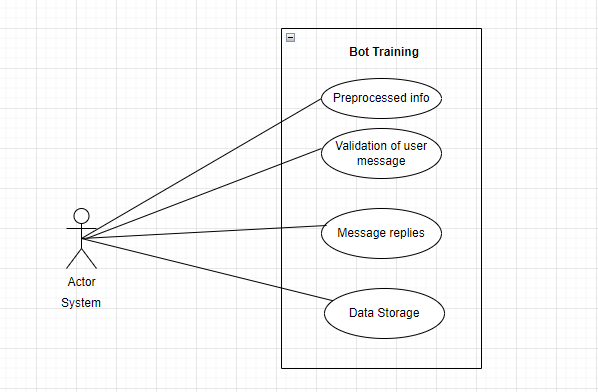 Bot Training
Preprocessed info
Validation of user
message
Message replies
Data Storage
Actor
System